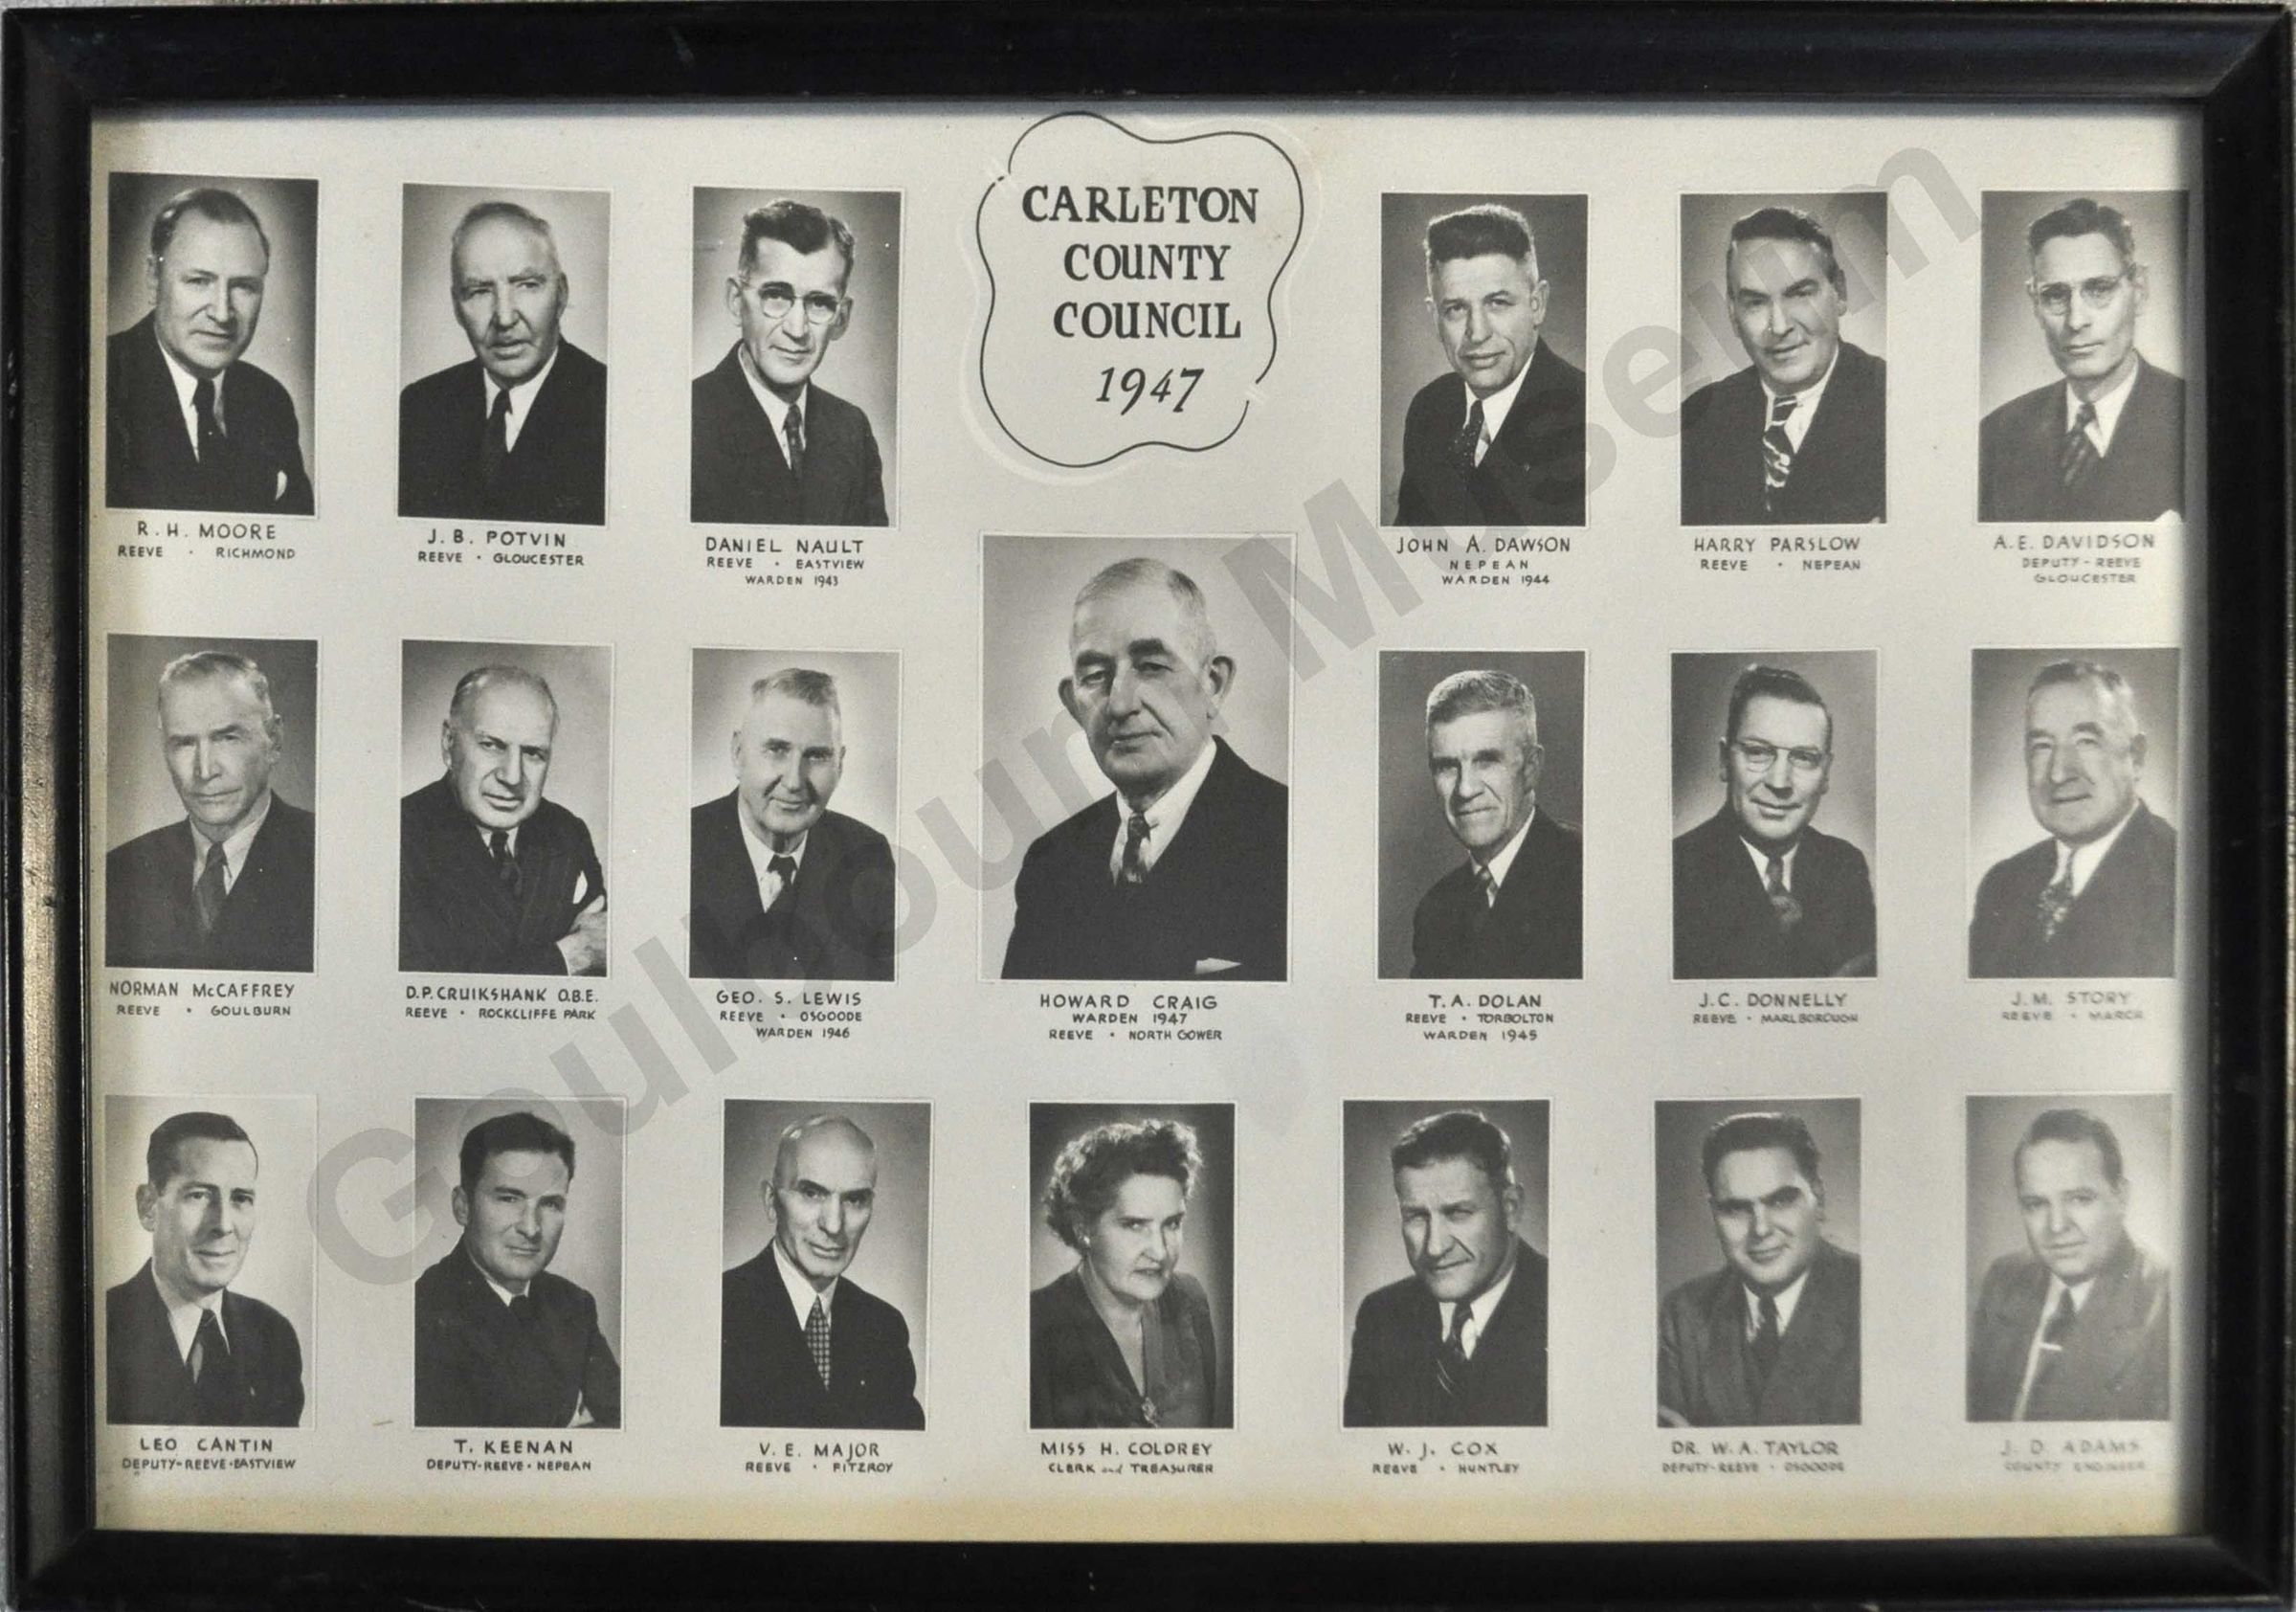 CARLETON
COUNTY
COUNCIL
1947
R. H. MOORE
REEVE · RICHMOND
J. B. POTVIN
REEVE · GLOUCESTER
DANIEL NAULT
REEVE · EASTVIEW
WARDEN 1943
JOHN A. DAWSON
NEPEAN
WARDEN 1944
HARRY PARSLOW
REEVE · NEPEAN
A. E. DAVIDSON
DEPUTY-REEVE
GLOUCESTER
NORMAN McCAFFREY
REEVE · GOULBURN
D. P. CRUIKSHANK O.B.E.
REEVE · ROCKCLIFFE PARK
GEO. S. LEWIS
REEVE · OSGOODE
WARDEN 1946
HOWARD CRAIG
WARDEN 1947
REEVE · NORTH GOWER
T. A. DOLAN
REEVE · TORBOLTON
WARDEN 1945
J. C. DONNELLY
REEVE · MARLBOROUGH
J. M. STORY
REEVE · MARCH
LEO CANTIN
DEPUTY-REEVE · EASTVIEW
T. KEENAN
DEPUTY-REEVE · NEPEAN
V. E. MAJOR
REEVE · FITZROY
MISS H. COLDREY
CLERK and TREASURER
W. J. COX
REEVE · HUNTLEY
DR. W. A. TAYLOR
DEPUTY-REEVE · OSGOODE
J. D. ADAMS
COUNTY ENGINEER
Goulbourn Museum